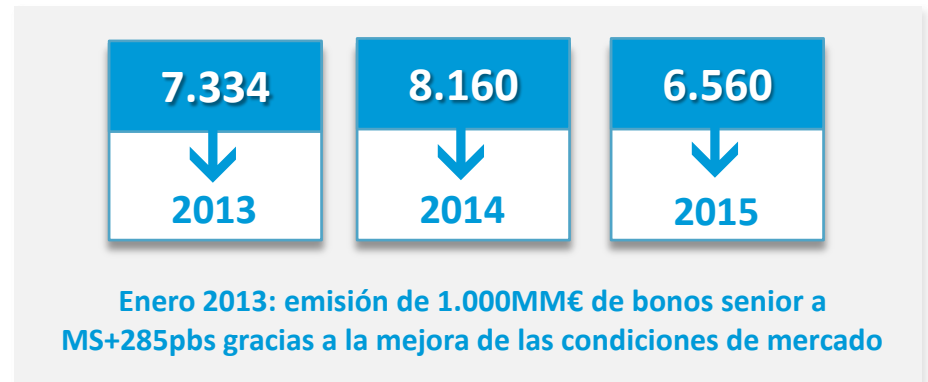 7.334 8.160 6.560
2013 2014 2015
Enero 2013: emisión de 1.000MM€ de bonos senior a
MS+285pbs gracias a la mejora de las condiciones de mercado